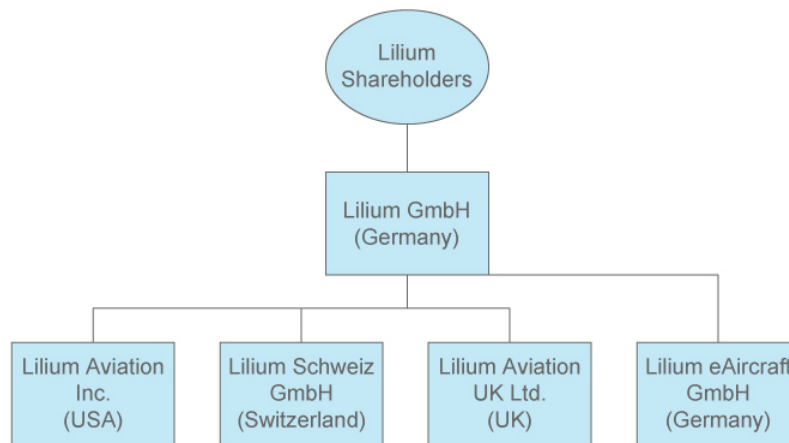 Lilium
Shareholders
Lilium GmbH
(Germany)
Lilium Aviation
Inc.
(USA)
Lilium Schweiz
GmbH
(Switzerland)
Lilium Aviation
UK Ltd.
(UK)
Lilium eAircraft
GmbH
(Germany)